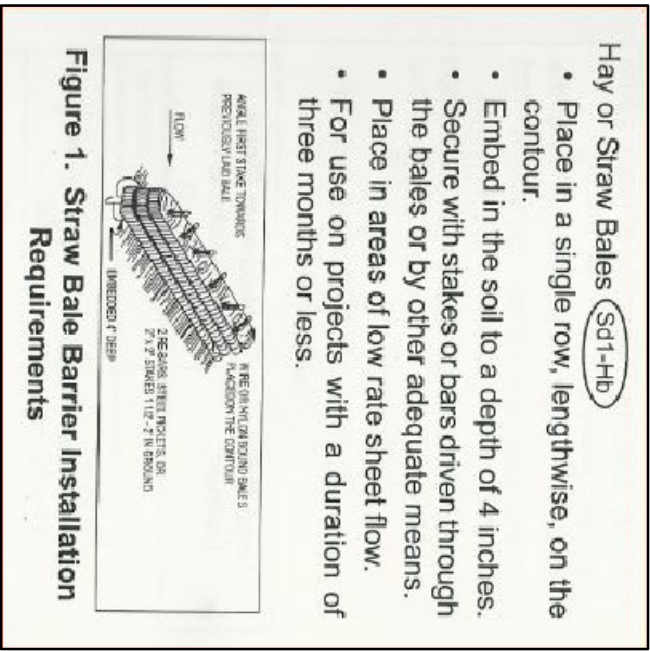 Hay or Straw Bales Sd1-Hb
• Place in a single row, lengthwise, on the
contour.
• Embed in the soil to a depth of 4 inches.
• Secure with stakes or bars driven through
the bales or by other adequate means.
• Place in areas of low rate sheet flow.
• For use on projects with a duration of
three months or less.
ANGLE FIRST STAKE TOWARDS
PREVIOUSLY LAID BALE
FLOW
WIRE OR NYLON BOUND BALES
PLACED ON THE CONTOUR
2 RE-BARS, STEEL PICKETS, OR
2" x 2" STAKES 1 1/2' - 2' IN GROUND
EMBEDDED 4" DEEP
Figure 1. Straw Bale Barrier Installation
Requirements